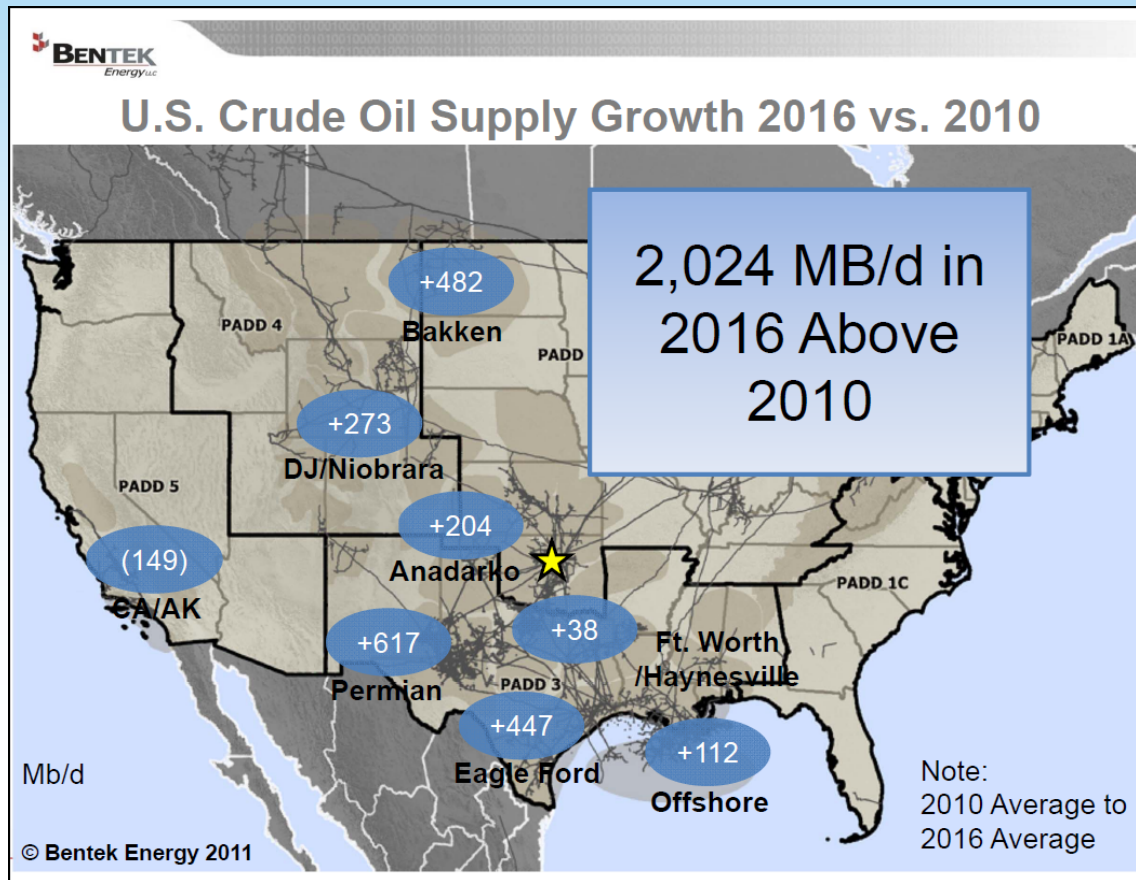 BENTEK
Energy LLC
U.S. Crude Oil Supply Growth 2016 vs. 2010
2,024 MB/d in
2016 Above
2010
+482
Bakken
PADD 4
PADD
PADD 1A
+273
DJ/Niobrara
PADD 5
+204
Anadarko
(149)
CA/AK
PADD 1C
+617
Permian
+38
Ft. Worth
/Haynesville
PADD 3
+447
Eagle Ford
+112
Offshore
Mb/d
Note:
2010 Average to
2016 Average
© Bentek Energy 2011